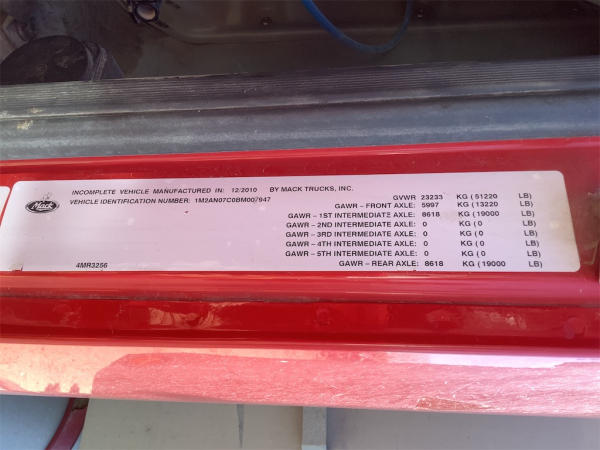 INCOMPLETE VEHICLE MANUFACTURED IN: 12/2010 BY MACK TRUCKS, INC.
Mack
VEHICLE IDENTIFICATION NUMBER: 1M2AN07C0BM007947
GVWR 23233 KG ( 51220 LB)
GAWR – FRONT AXLE: 5997 KG ( 13220 LB)
GAWR – 1ST INTERMEDIATE AXLE: 8618 KG ( 19000 LB)
GAWR – 2ND INTERMEDIATE AXLE: 0 KG ( 0 LB)
GAWR – 3RD INTERMEDIATE AXLE: 0 KG ( 0 LB)
GAWR – 4TH INTERMEDIATE AXLE: 0 KG ( 0 LB)
GAWR – 5TH INTERMEDIATE AXLE: 0 KG ( 0 LB)
GAWR – REAR AXLE: 8618 KG ( 19000 LB)
4MR3256